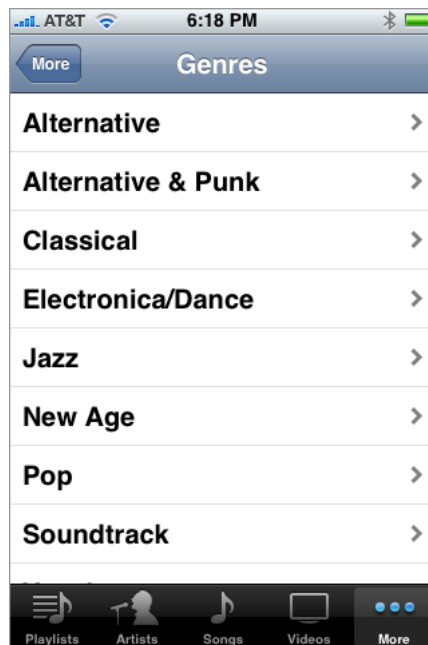 AT&T 6:18 PM
More Genres
Alternative
Alternative & Punk
Classical
Electronica/Dance
Jazz
New Age
Pop
Soundtrack
Playlists Artists Songs Videos More